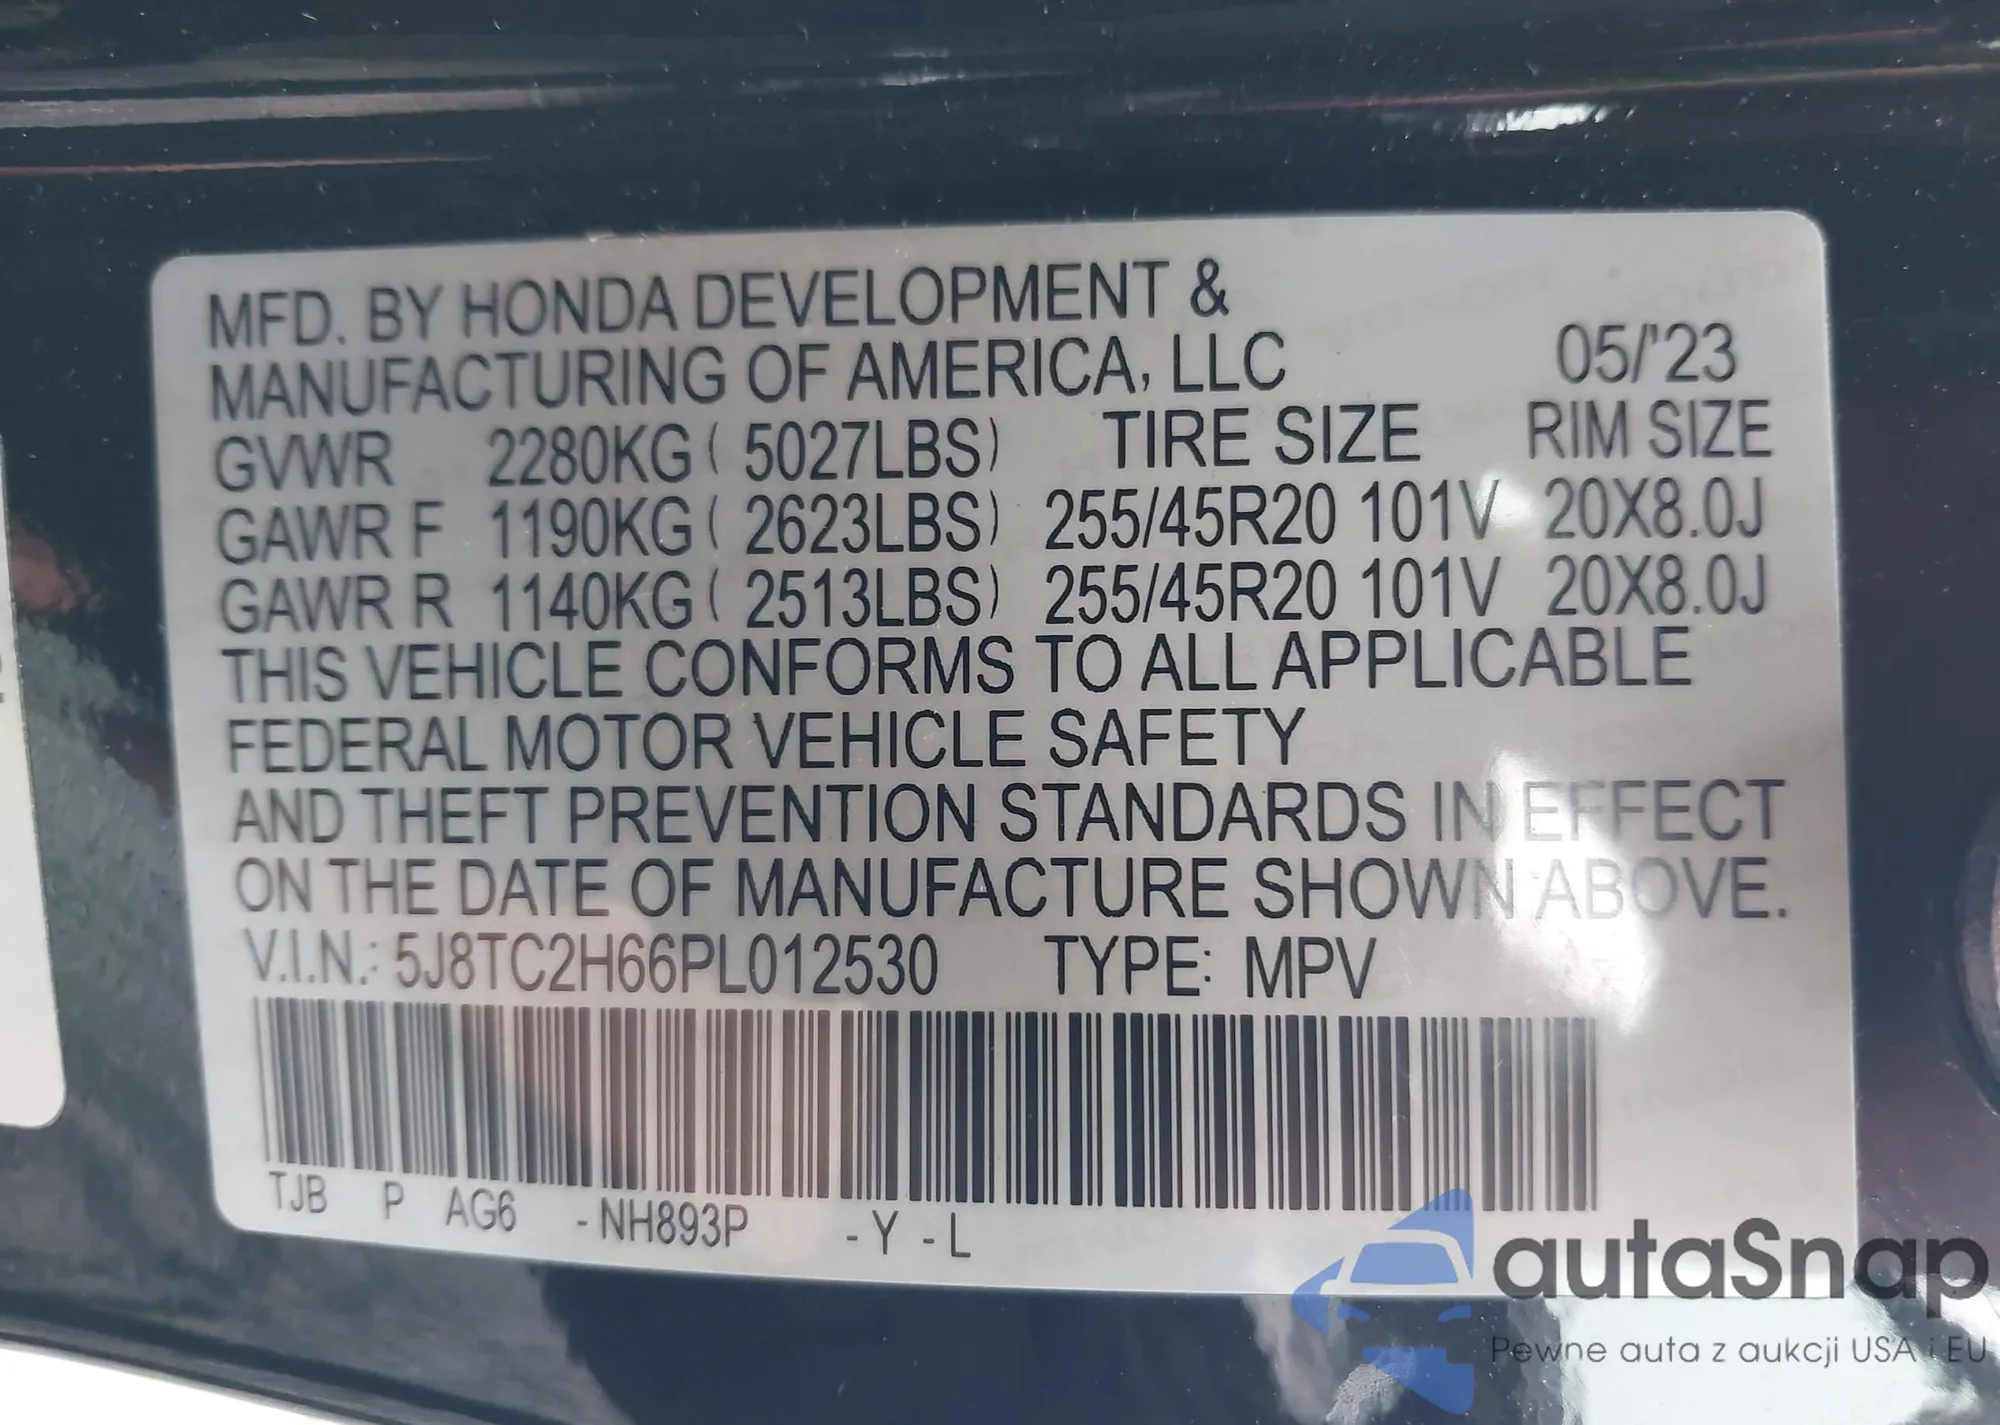 MFD. BY HONDA DEVELOPMENT &
MANUFACTURING OF AMERICA, LLC 05/'23
GVWR 2280KG ( 5027LBS) TIRE SIZE RIM SIZE
GAWR F 1190KG ( 2623LBS) 255/45R20 101V 20X8.0J
GAWR R 1140KG ( 2513LBS) 255/45R20 101V 20X8.0J
THIS VEHICLE CONFORMS TO ALL APPLICABLE
FEDERAL MOTOR VEHICLE SAFETY
AND THEFT PREVENTION STANDARDS IN EFFECT
ON THE DATE OF MANUFACTURE SHOWN ABOVE.
V.I.N.: 5J8TC2H66PL012530 TYPE: MPV
TJB P AG6 -NH893P -Y -L
autaSnap
Pewne auta z aukcji USA i EU